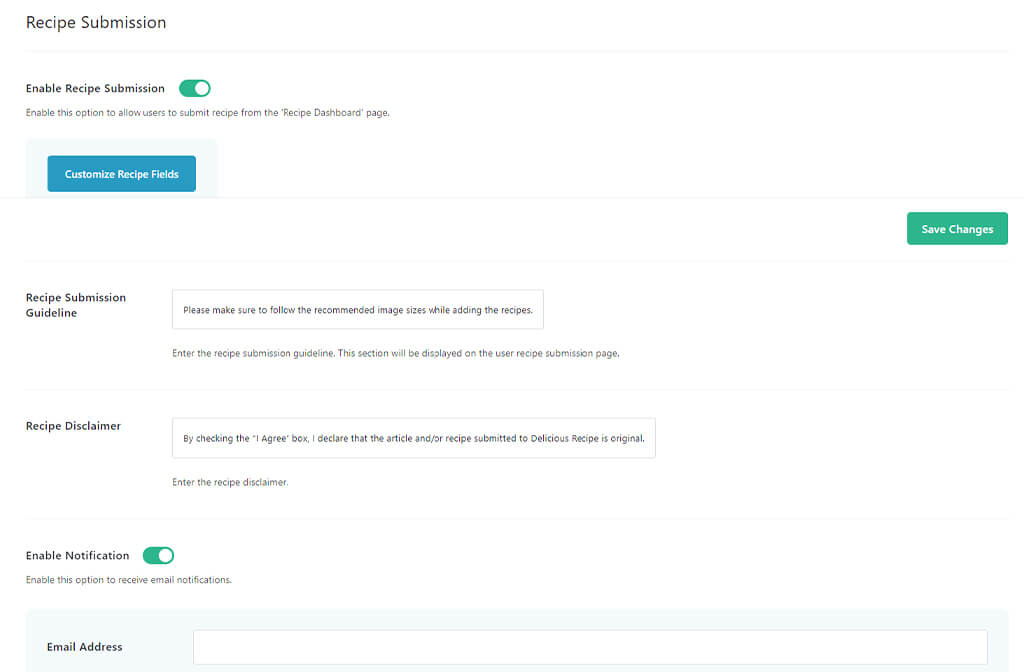 Recipe Submission
Enable Recipe Submission
Enable this option to allow users to submit recipe from the 'Recipe Dashboard' page.
Customize Recipe Fields
Save Changes
Recipe Submission
Guideline
Please make sure to follow the recommended image sizes while adding the recipes.
Enter the recipe submission guideline. This section will be displayed on the user recipe submission page.
Recipe Disclaimer
By checking the "I Agree' box, I declare that the article and/or recipe submitted to Delicious Recipe is original.
Enter the recipe disclaimer.
Enable Notification
Enable this option to receive email notifications.
Email Address